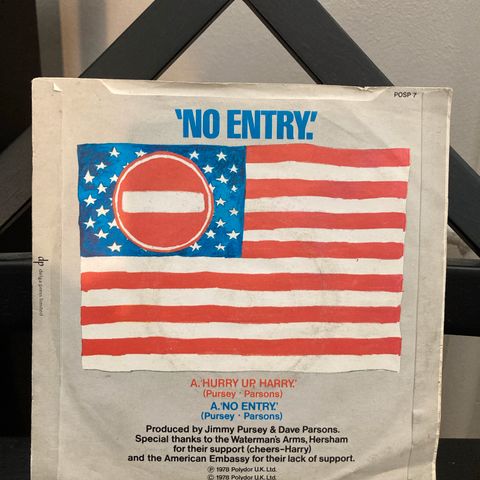 POSP 7
'NO ENTRY.'
dp
A.'HURRY UP, HARRY.'
(Pursey · Parsons)
A.'NO ENTRY.'
(Pursey · Parsons)
Produced by Jimmy Pursey & Dave Parsons.
Special thanks to the Waterman's Arms, Hersham
for their support (cheers-Harry)
and the American Embassy for their lack of support.
℗ 1978 Polydor U.K. Ltd.
© 1978 Polydor U.K. Ltd.